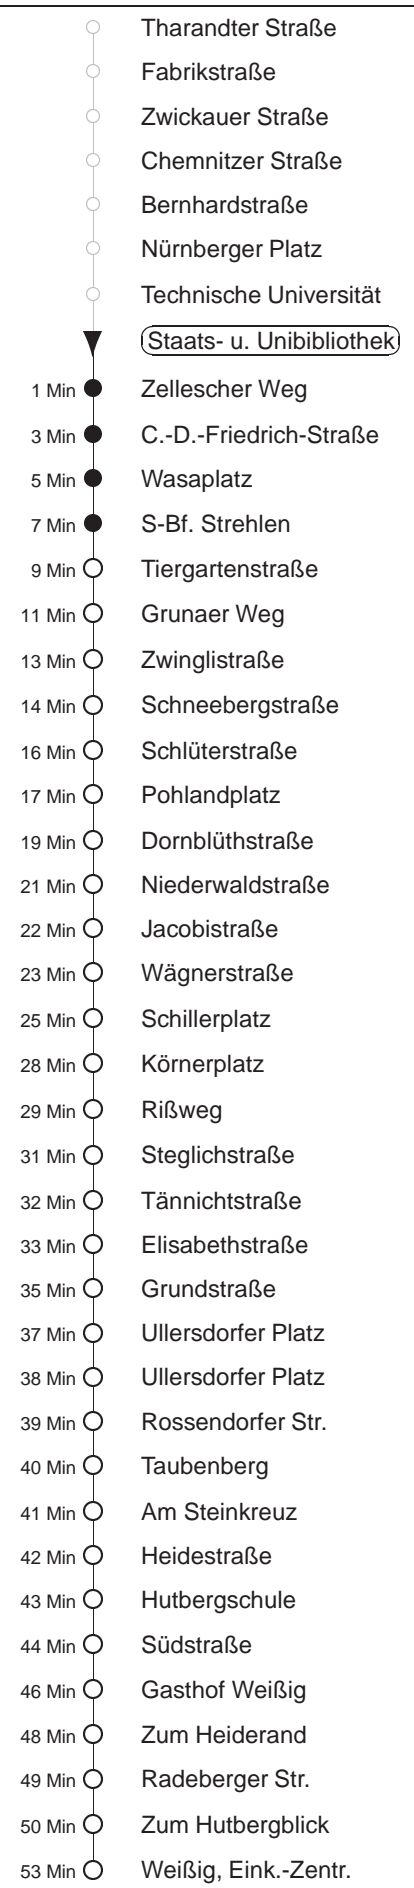 Tharandter Straße
Fabrikstraße
Zwickauer Straße
Chemnitzer Straße
Bernhardstraße
Nürnberger Platz
Technische Universität
Staats- u. Unibibliothek
1 Min Zellescher Weg
3 Min C.-D.-Friedrich-Straße
5 Min Wasaplatz
7 Min S-Bf. Strehlen
9 Min Tiergartenstraße
11 Min Grunaer Weg
13 Min Zwinglistraße
14 Min Schneebergstraße
16 Min Schlüterstraße
17 Min Pohlandplatz
19 Min Dornblüthstraße
21 Min Niederwaldstraße
22 Min Jacobistraße
23 Min Wägnerstraße
25 Min Schillerplatz
28 Min Körnerplatz
29 Min Rißweg
31 Min Steglichstraße
32 Min Tännichtstraße
33 Min Elisabethstraße
35 Min Grundstraße
37 Min Ullersdorfer Platz
38 Min Ullersdorfer Platz
39 Min Rossendorfer Str.
40 Min Taubenberg
41 Min Am Steinkreuz
42 Min Heidestraße
43 Min Hutbergschule
44 Min Südstraße
46 Min Gasthof Weißig
48 Min Zum Heiderand
49 Min Radeberger Str.
50 Min Zum Hutbergblick
53 Min Weißig, Eink.-Zentr.